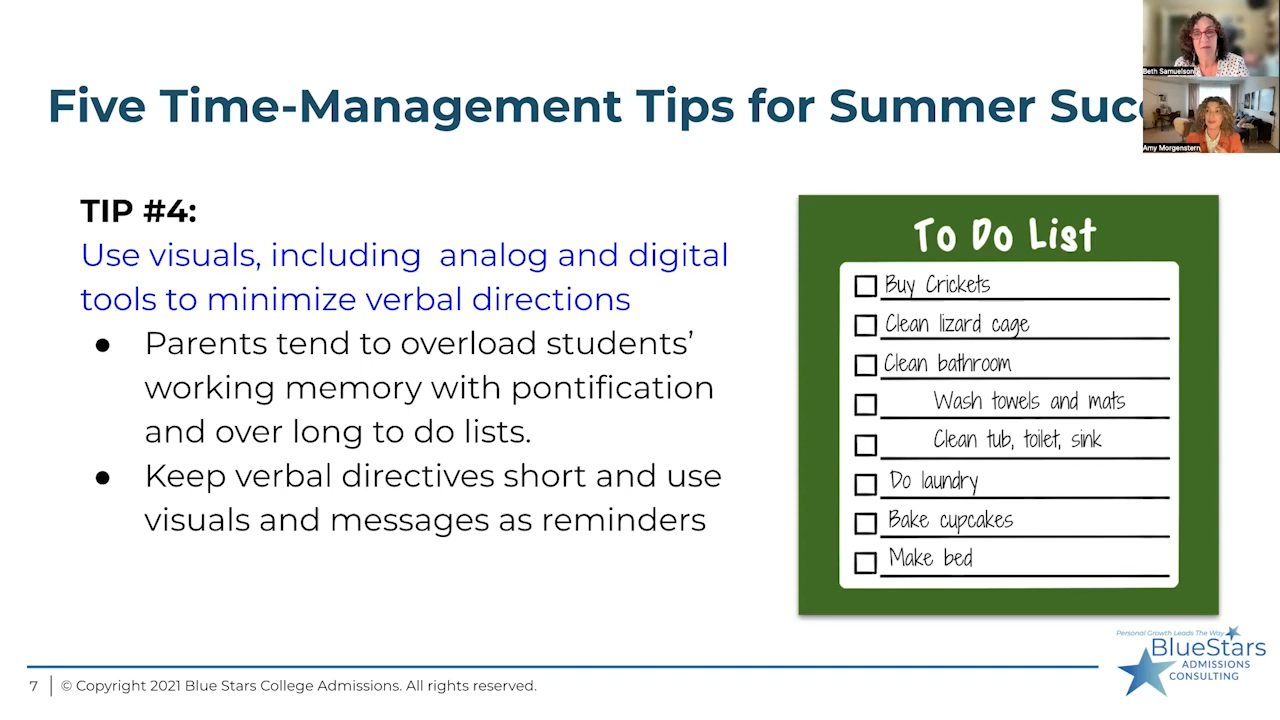 Five Time-Management Tips for Summer Suc
Beth Samuelson
Amy Morgenstern
TIP #4:
Use visuals, including analog and digital
tools to minimize verbal directions
● Parents tend to overload students’
working memory with pontification
and over long to do lists.
● Keep verbal directives short and use
visuals and messages as reminders
To Do List
Buy Crickets
Clean lizard cage
Clean bathroom
Wash towels and mats
Clean tub, toilet, sink
Do laundry
Bake cupcakes
Make bed
7 | © Copyright 2021 Blue Stars College Admissions. All rights reserved.
Personal Growth Leads The Way
BlueStars
ADMISSIONS
CONSULTING